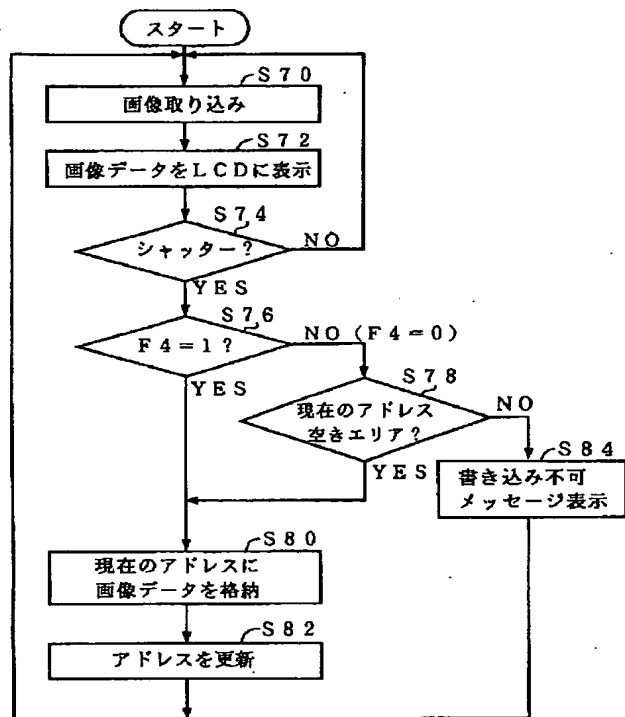 スタート
S70
画像取り込み
S72
画像データをLCDに表示
S74
シャッター?
NO
YES
S76
F4=1?
NO(F4=0)
YES
S78
現在のアドレス
空きエリア?
NO
YES
S84
書き込み不可
メッセージ表示
S80
現在のアドレスに
画像データを格納
S82
アドレスを更新